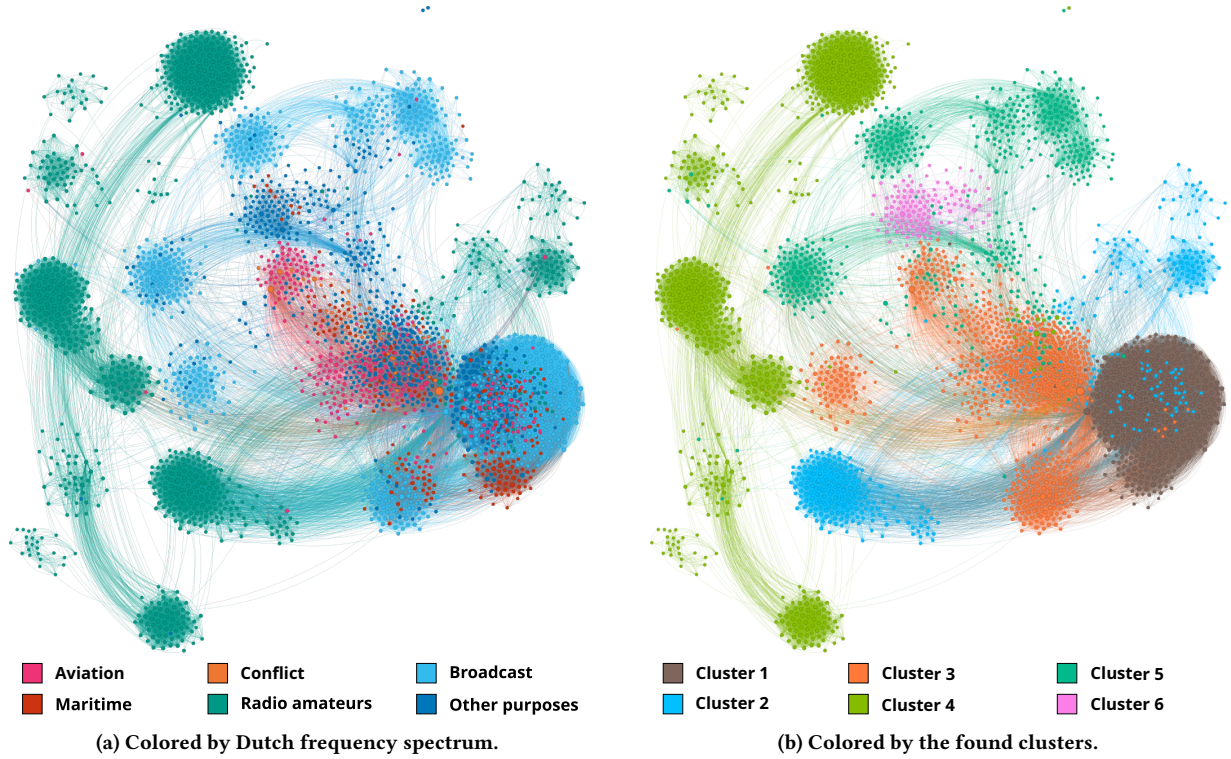 Aviation Conflict Broadcast
Maritime Radio amateurs Other purposes
(a) Colored by Dutch frequency spectrum.
Cluster 1 Cluster 3 Cluster 5
Cluster 2 Cluster 4 Cluster 6
(b) Colored by the found clusters.